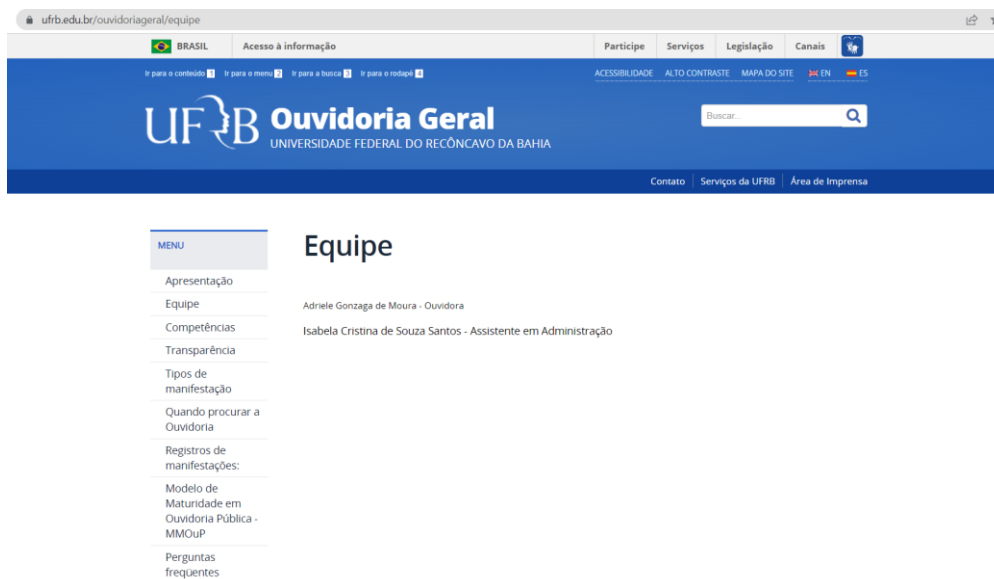 ufrb.edu.br/ouvidoriageral/equipe
BRASIL Acesso à informação Participe Serviços Legislação Canais
Ir para o conteúdo 1 Ir para o menu 2 Ir para a busca 3 Ir para o rodapé 4 ACESSIBILIDADE ALTO CONTRASTE MAPA DO SITE EN ES
UFRB Ouvidoria Geral Buscar...
UNIVERSIDADE FEDERAL DO RECÔNCAVO DA BAHIA
Contato Serviços da UFRB Área de Imprensa
MENU
Equipe
Apresentação
Equipe
Competências
Transparência
Tipos de
manifestação
Quando procurar a
Ouvidoria
Registros de
manifestações:
Modelo de
Maturidade em
Ouvidoria Pública -
MMOuP
Perguntas
freqüentes
Adriele Gonzaga de Moura - Ouvidora
Isabela Cristina de Souza Santos - Assistente em Administração